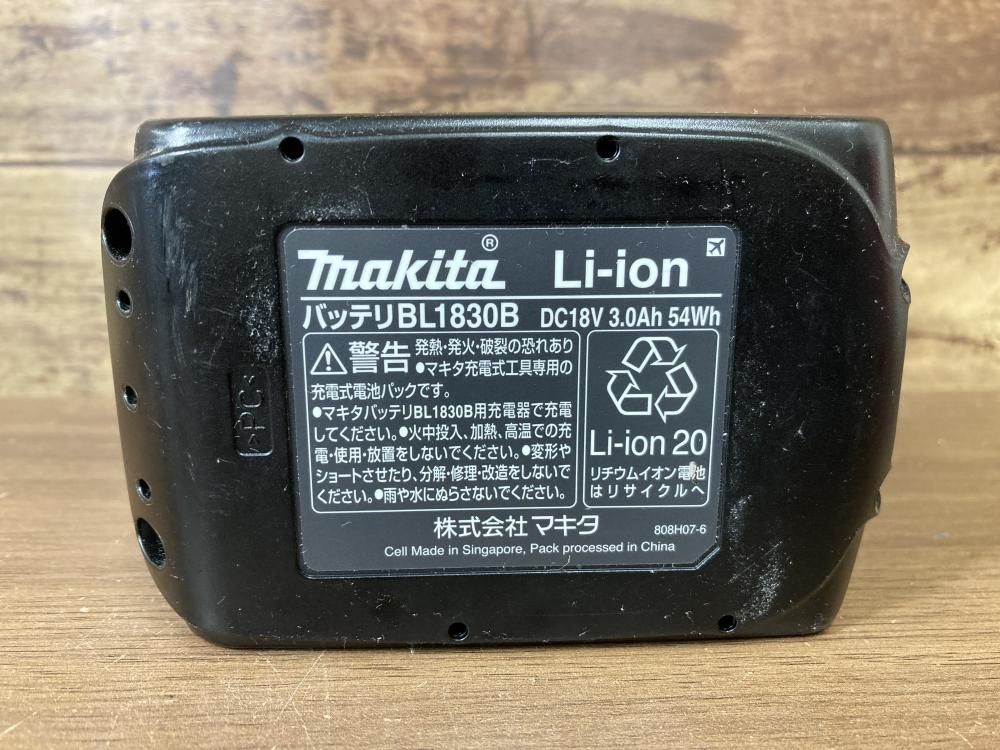 makita® Li-ion
バッテリBL1830B DC18V 3.0Ah 54Wh
警告 発熱・発火・破裂の恐れあり
●マキタ充電式工具専用の
充電式電池パックです。
●マキタバッテリBL1830B用充電器で充電
してください。●火中投入、加熱、高温での充
電・使用・放置をしないでください。●変形や
ショートさせたり、分解・修理・改造をしないで
ください。●雨や水にぬらさないでください。
Li-ion 20
リチウムイオン電池
はリサイクルへ
株式会社マキタ 808H07-6
Cell Made in Singapore, Pack processed in China
>PC<